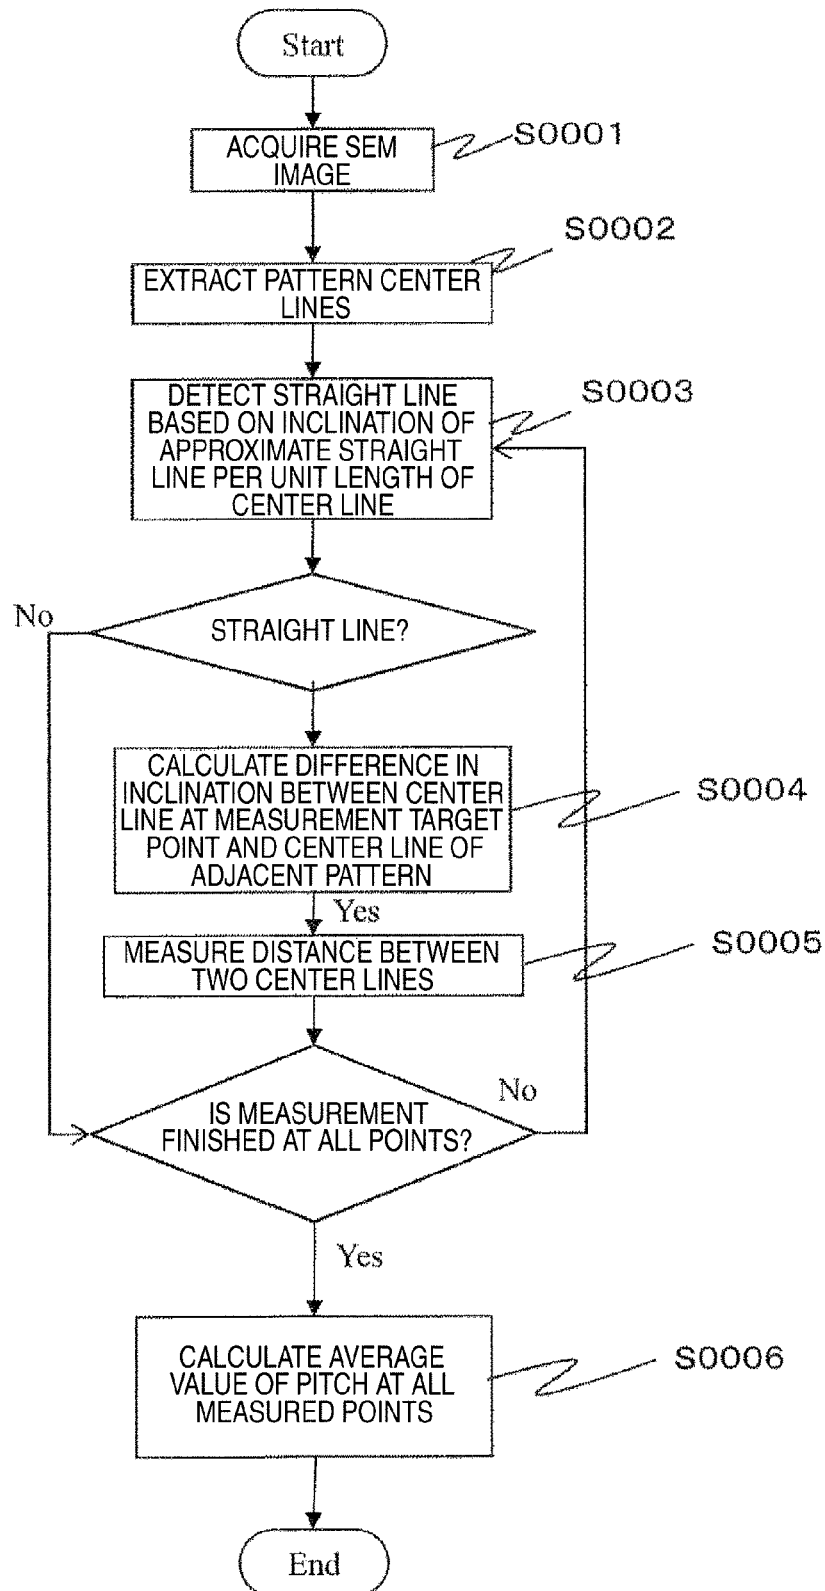 Start
ACQUIRE SEM
IMAGE
S0001
EXTRACT PATTERN CENTER
LINES
S0002
DETECT STRAIGHT LINE
BASED ON INCLINATION OF
APPROXIMATE STRAIGHT
LINE PER UNIT LENGTH OF
CENTER LINE
S0003
No
STRAIGHT LINE?
CALCULATE DIFFERENCE IN
INCLINATION BETWEEN CENTER
LINE AT MEASUREMENT TARGET
POINT AND CENTER LINE OF
ADJACENT PATTERN
S0004
Yes
MEASURE DISTANCE BETWEEN
TWO CENTER LINES
S0005
No
IS MEASUREMENT
FINISHED AT ALL POINTS?
Yes
CALCULATE AVERAGE
VALUE OF PITCH AT ALL
MEASURED POINTS
S0006
End